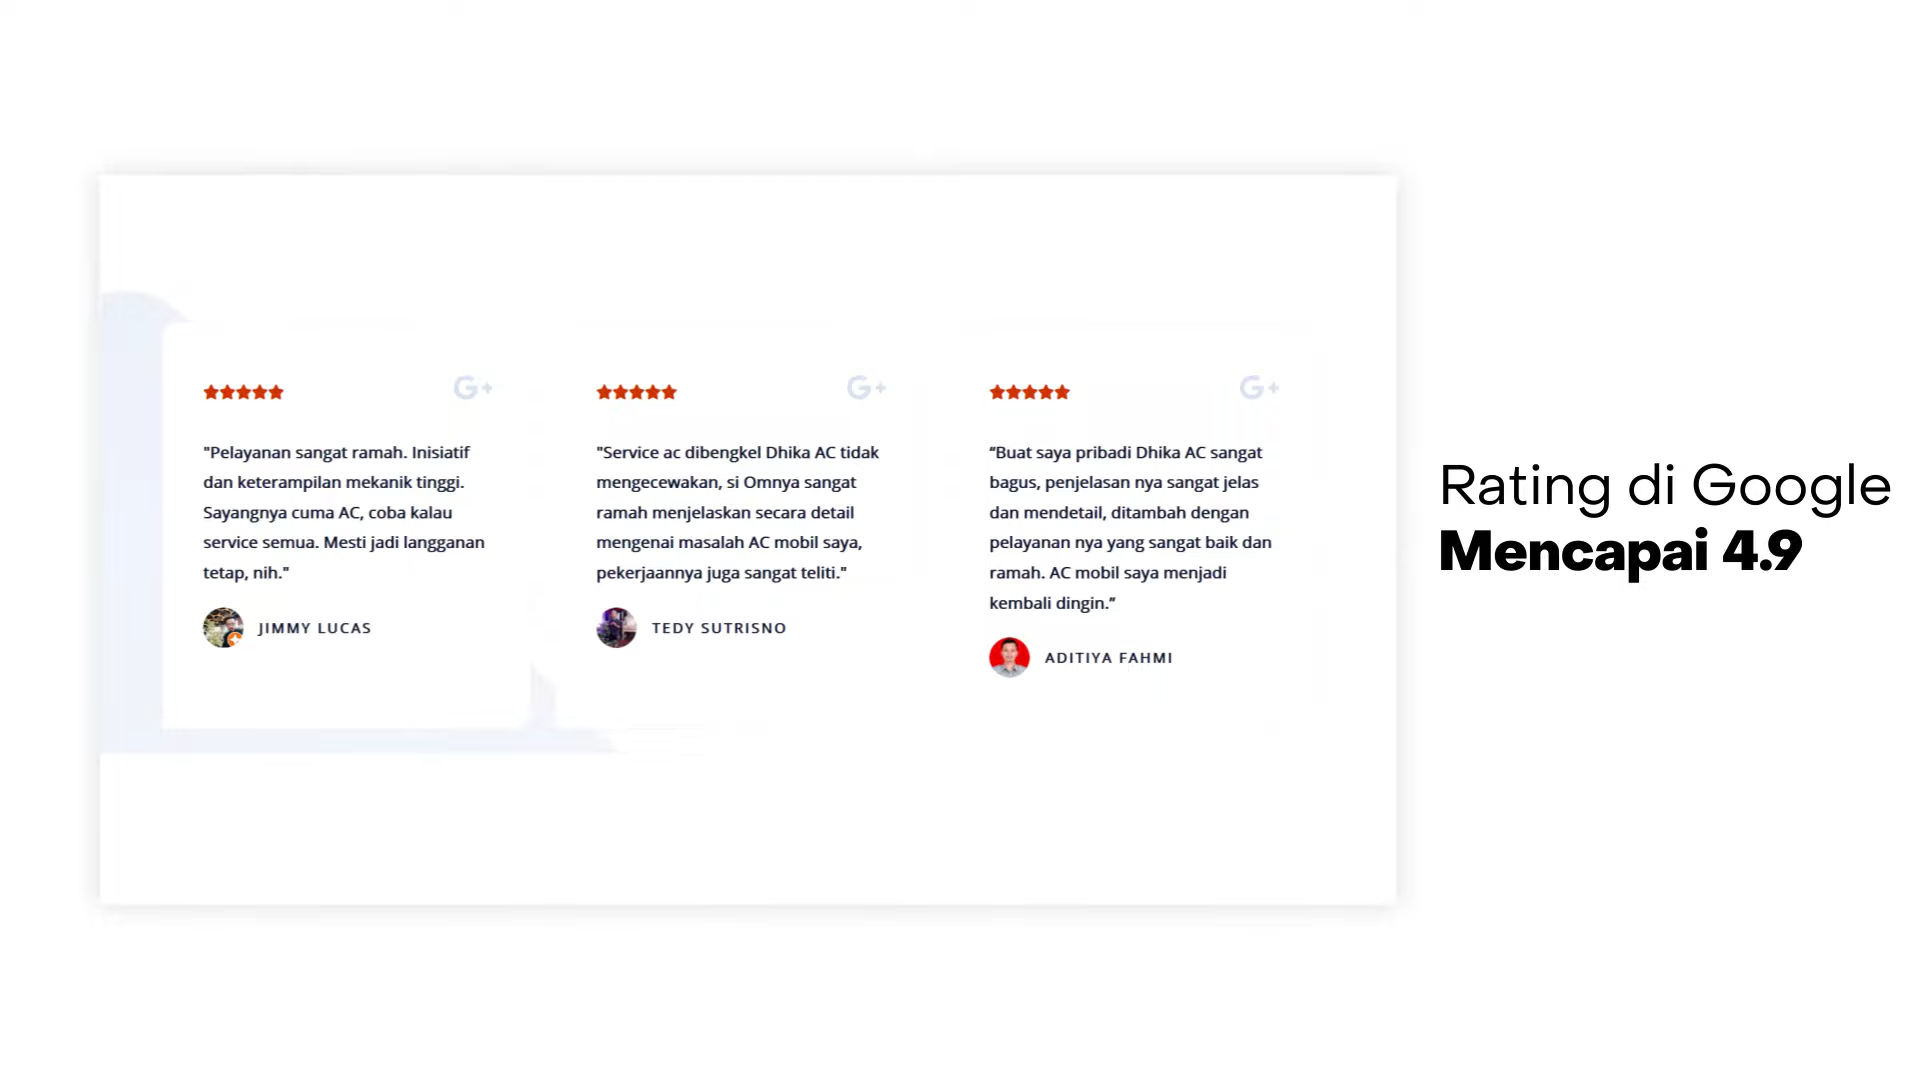 G+
"Pelayanan sangat ramah. Inisiatif
dan keterampilan mekanik tinggi.
Sayangnya cuma AC, coba kalau
service semua. Mesti jadi langganan
tetap, nih."
JIMMY LUCAS
G+
"Service ac dibengkel Dhika AC tidak
mengecewakan, si Omnya sangat
ramah menjelaskan secara detail
mengenai masalah AC mobil saya,
pekerjaannya juga sangat teliti."
TEDY SUTRISNO
G+
“Buat saya pribadi Dhika AC sangat
bagus, penjelasan nya sangat jelas
dan mendetail, ditambah dengan
pelayanan nya yang sangat baik dan
ramah. AC mobil saya menjadi
kembali dingin.”
ADITIYA FAHMI
Rating di Google
Mencapai 4.9